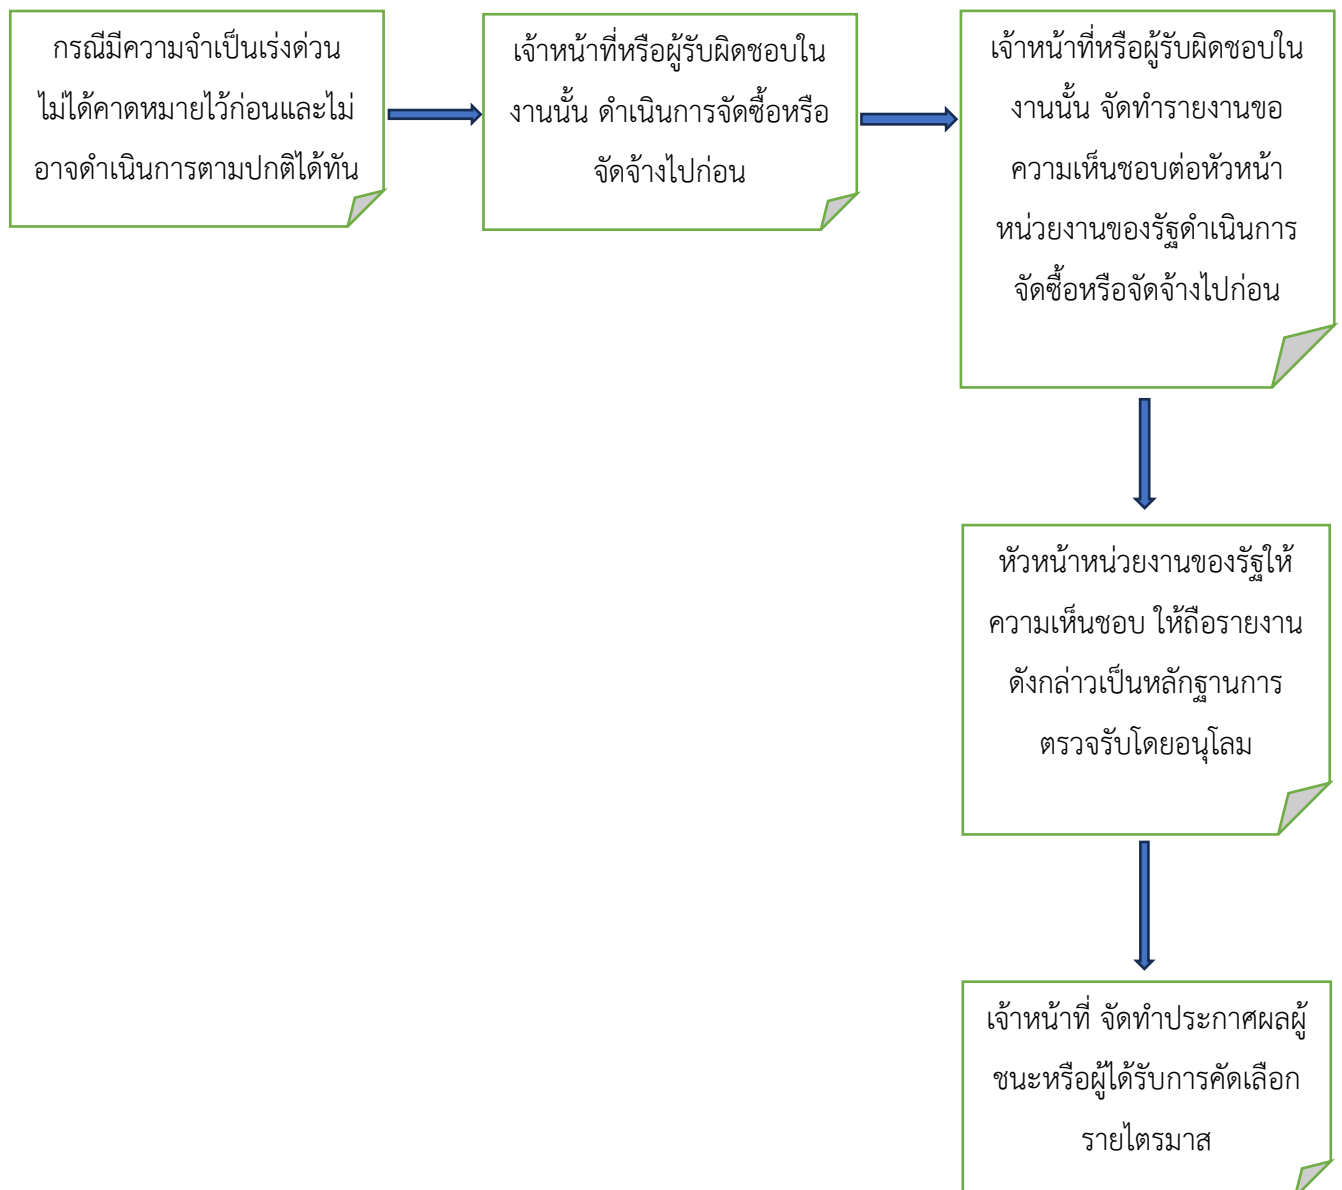 กรณีมีความจำเป็นเร่งด่วน
ไม่ได้คาดหมายไว้ก่อนและไม่
อาจดำเนินการตามปกติได้ทัน
เจ้าหน้าที่หรือผู้รับผิดชอบใน
งานนั้น ดำเนินการจัดซื้อหรือ
จัดจ้างไปก่อน
เจ้าหน้าที่หรือผู้รับผิดชอบใน
งานนั้น จัดทำรายงานขอ
ความเห็นชอบต่อหัวหน้า
หน่วยงานของรัฐดำเนินการ
จัดซื้อหรือจัดจ้างไปก่อน
หัวหน้าหน่วยงานของรัฐให้
ความเห็นชอบ ให้ถือรายงาน
ดังกล่าวเป็นหลักฐานการ
ตรวจรับโดยอนุโลม
เจ้าหน้าที่ จัดทำประกาศผลผู้
ชนะหรือผู้ได้รับการคัดเลือก
รายไตรมาส